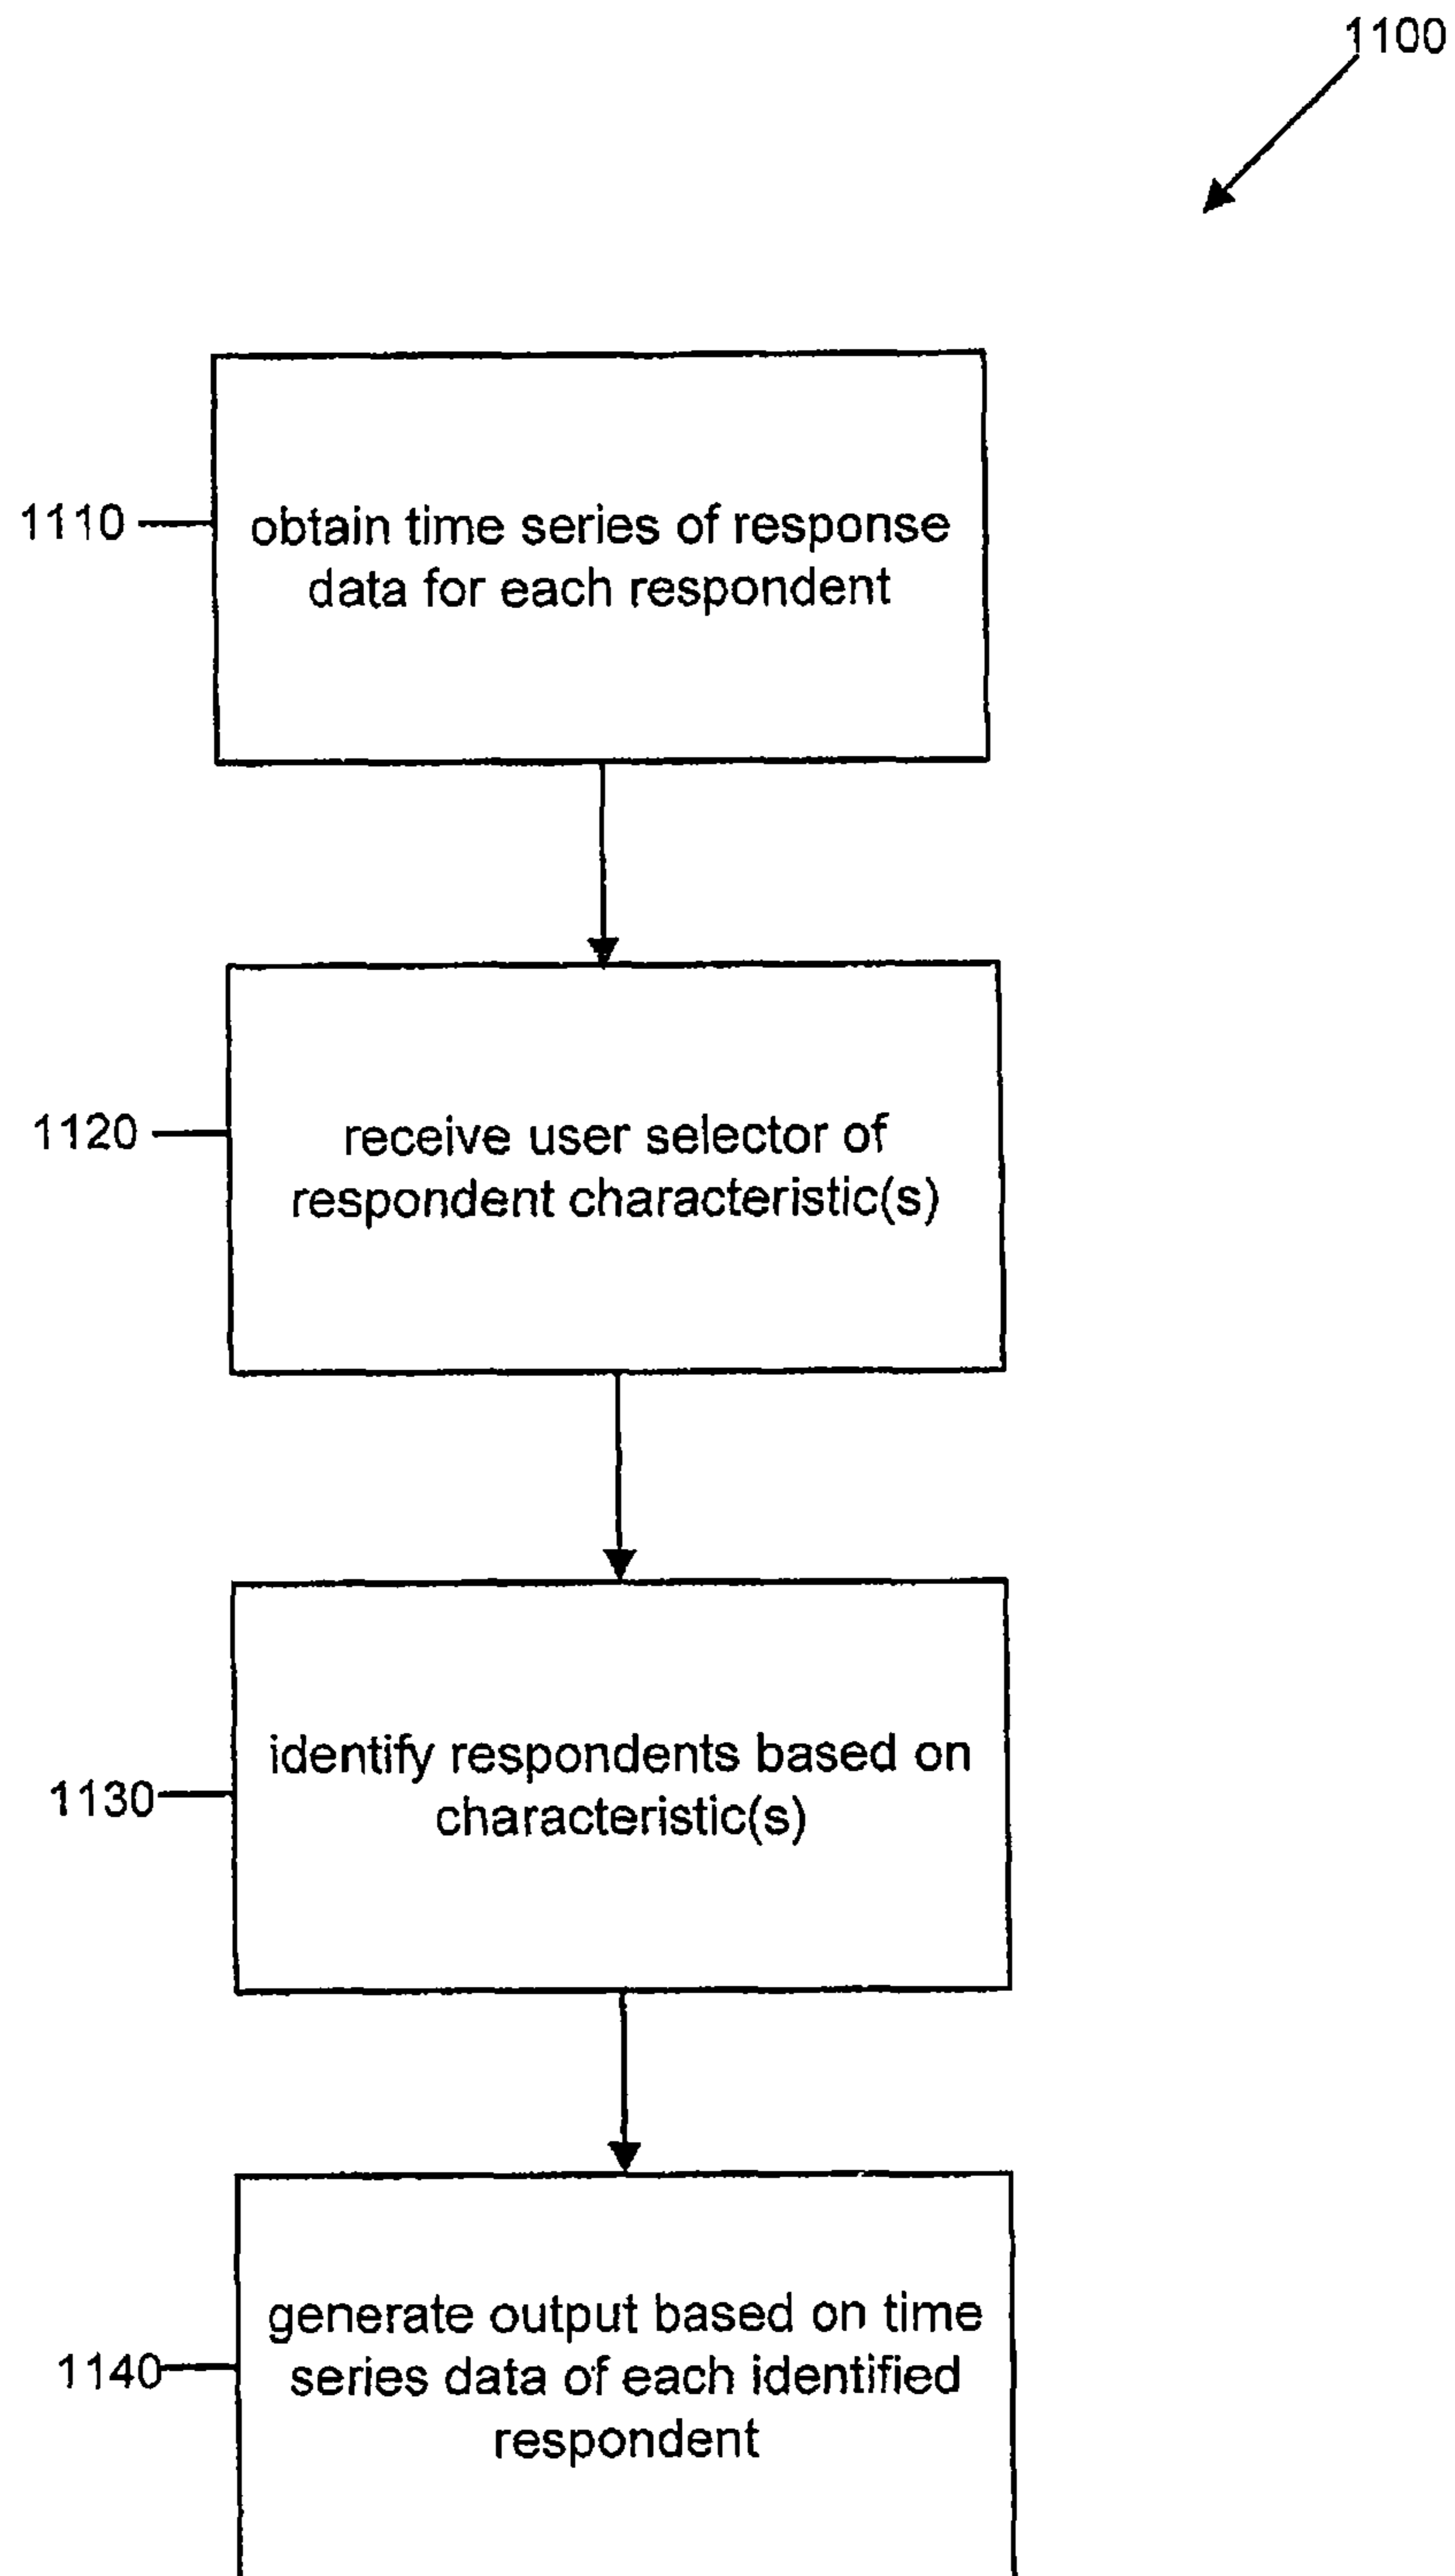 1100
1110
obtain time series of response
data for each respondent
1120
receive user selector of
respondent characteristic(s)
1130
identify respondents based on
characteristic(s)
1140
generate output based on time
series data of each identified
respondent